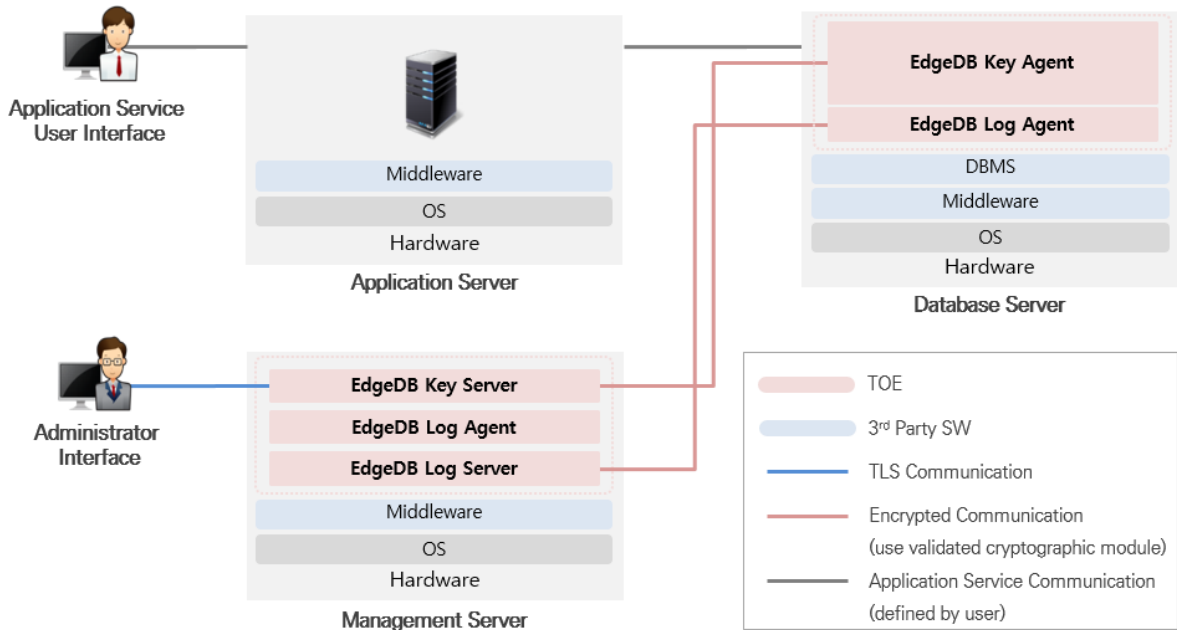 Application Service
User Interface
Middleware
OS
Hardware
Application Server
EdgeDB Key Agent
EdgeDB Log Agent
DBMS
Middleware
OS
Hardware
Database Server
Administrator
Interface
EdgeDB Key Server
EdgeDB Log Agent
EdgeDB Log Server
Middleware
OS
Hardware
Management Server
TOE
3rd Party SW
TLS Communication
Encrypted Communication
(use validated cryptographic module)
Application Service Communication
(defined by user)